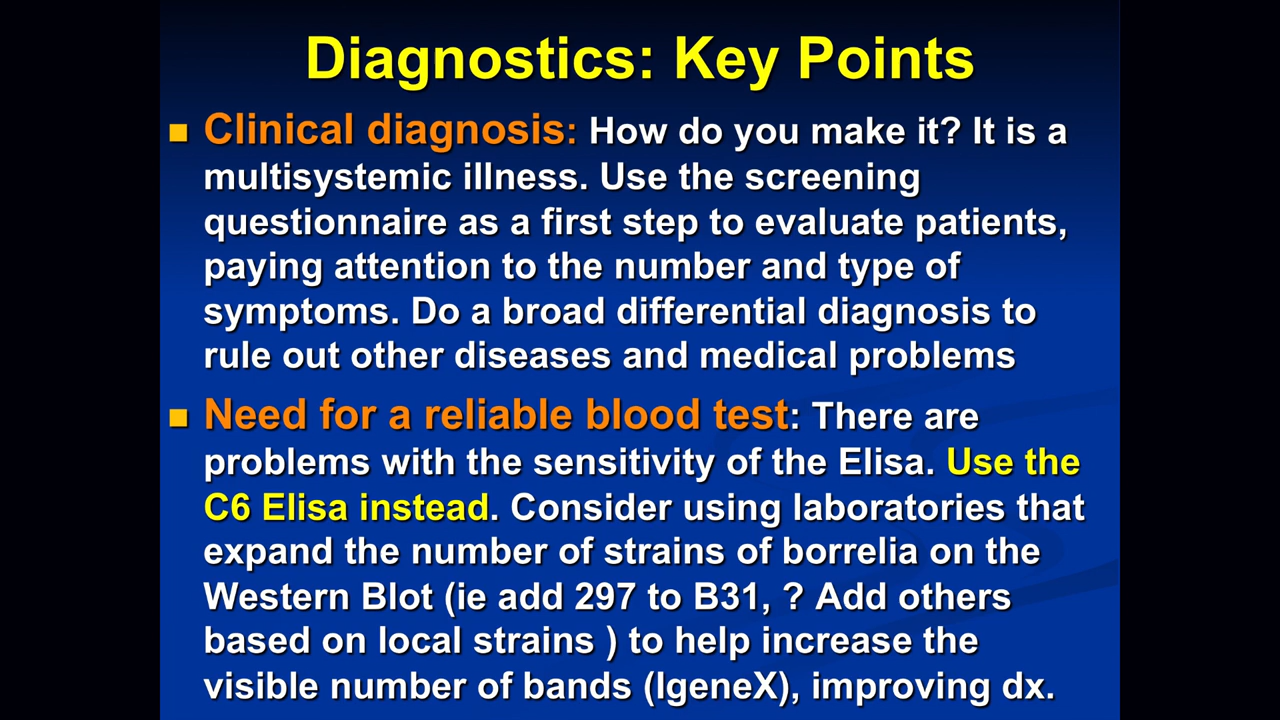 Diagnostics: Key Points
Clinical diagnosis: How do you make it? It is a
multisystemic illness. Use the screening
questionnaire as a first step to evaluate patients,
paying attention to the number and type of
symptoms. Do a broad differential diagnosis to
rule out other diseases and medical problems
Need for a reliable blood test: There are
problems with the sensitivity of the Elisa. Use the
C6 Elisa instead. Consider using laboratories that
expand the number of strains of borrelia on the
Western Blot (ie add 297 to B31, ? Add others
based on local strains ) to help increase the
visible number of bands (IgeneX), improving dx.